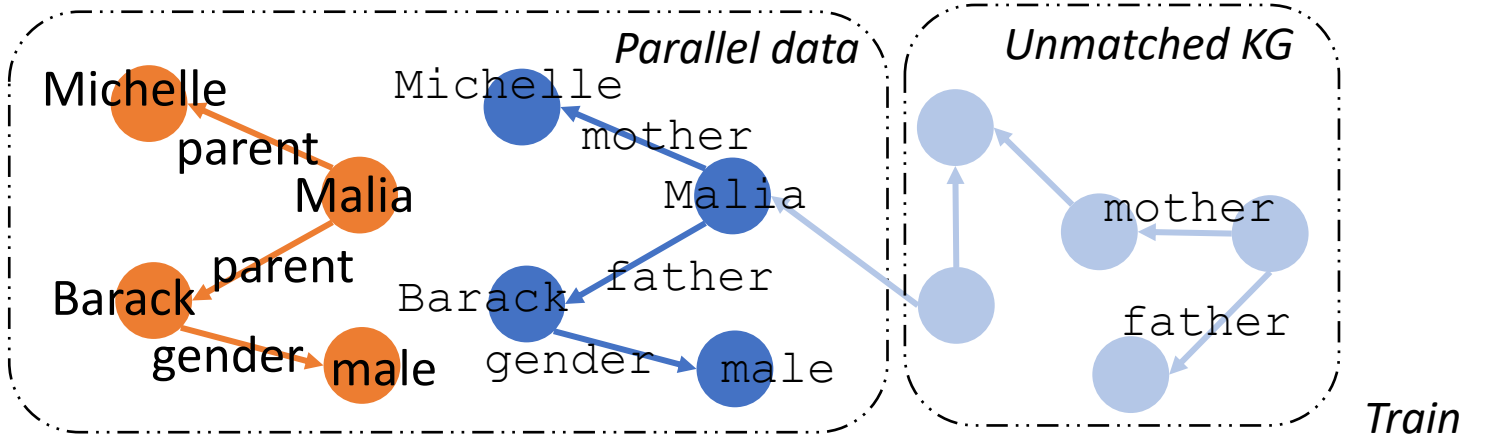 Parallel data
Michelle
parent
Malia
parent
Barack
gender
male
Michelle
mother
Malia
father
Barack
gender
male
Unmatched KG
mother
father
Train